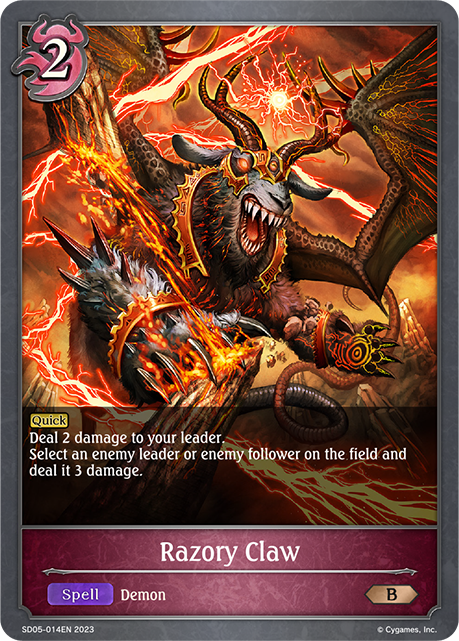 2
Quick
Deal 2 damage to your leader.
Select an enemy leader or enemy follower on the field and
deal it 3 damage.
Razory Claw
Spell Demon B
SD05-014EN 2023 © Cygames, Inc.